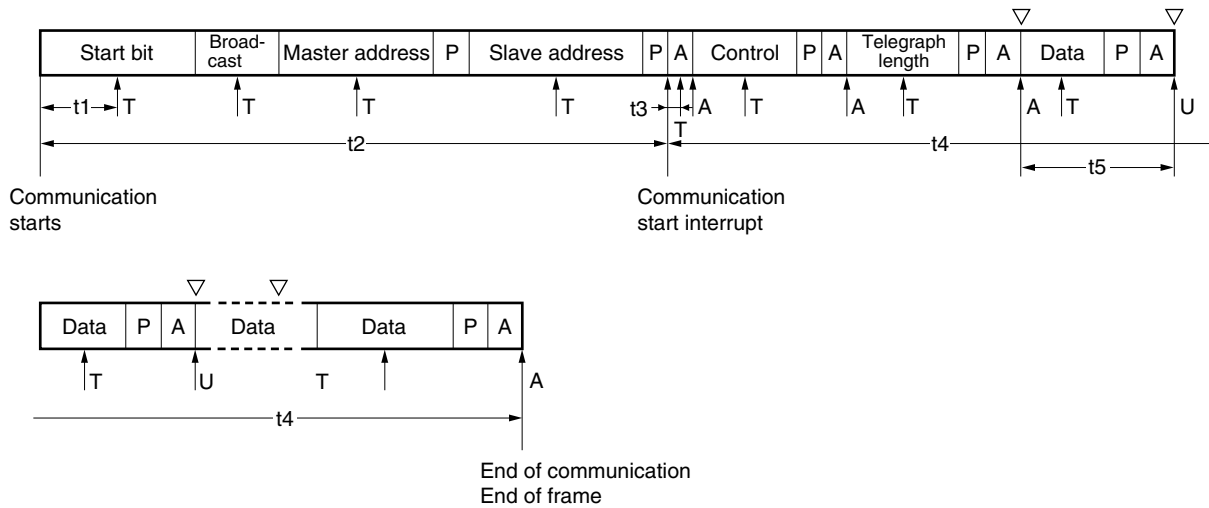 Start bit Broad- cast Master address P Slave address P A Control P A Telegraph length P A Data P A
t1 T T T T t3 A T A T A T U
T
t2 t4
t5
Communication starts
Communication start interrupt
Data P A Data Data P A
T U T A
t4
End of communication
End of frame